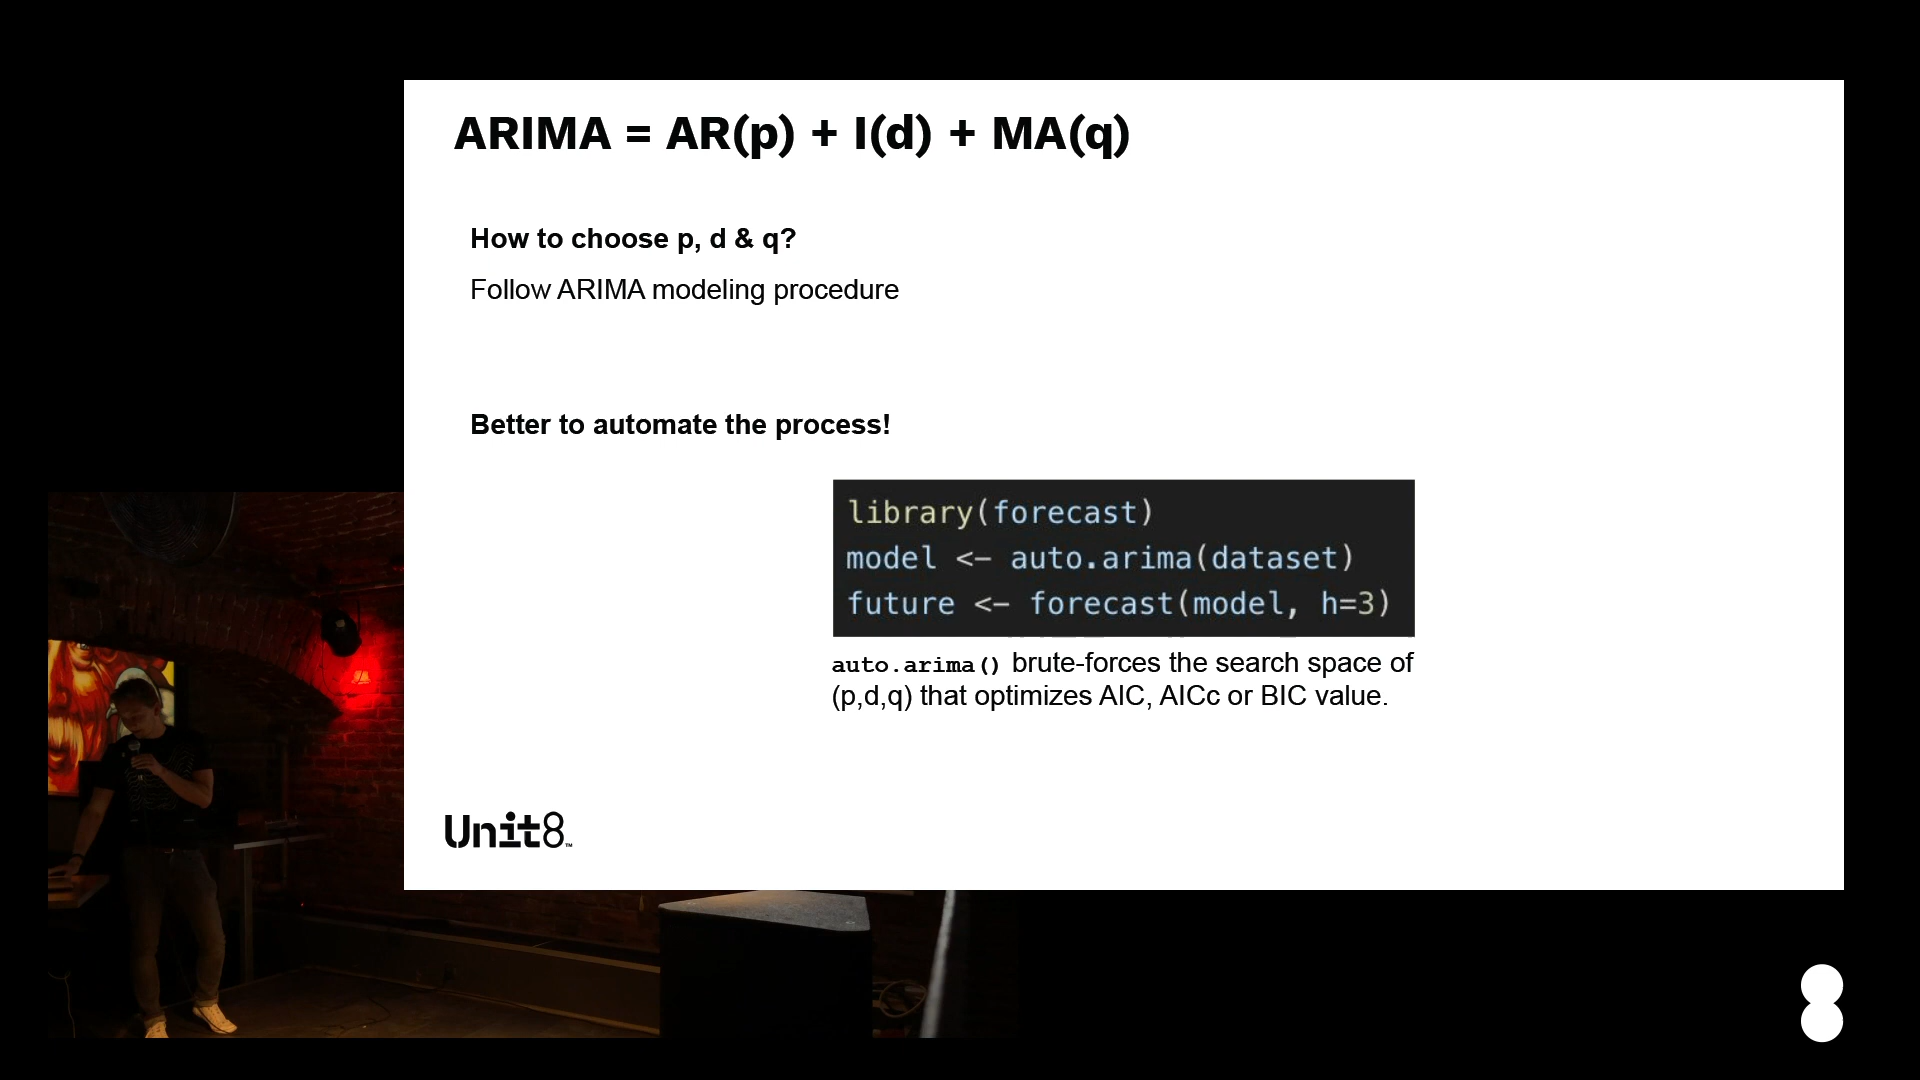 ARIMA = AR(p) + I(d) + MA(q)
How to choose p, d & q?
Follow ARIMA modeling procedure
Better to automate the process!
library(forecast)
model <- auto.arima(dataset)
future <- forecast(model, h=3)
auto.arima() brute-forces the search space of
(p,d,q) that optimizes AIC, AICc or BIC value.
Unit8™